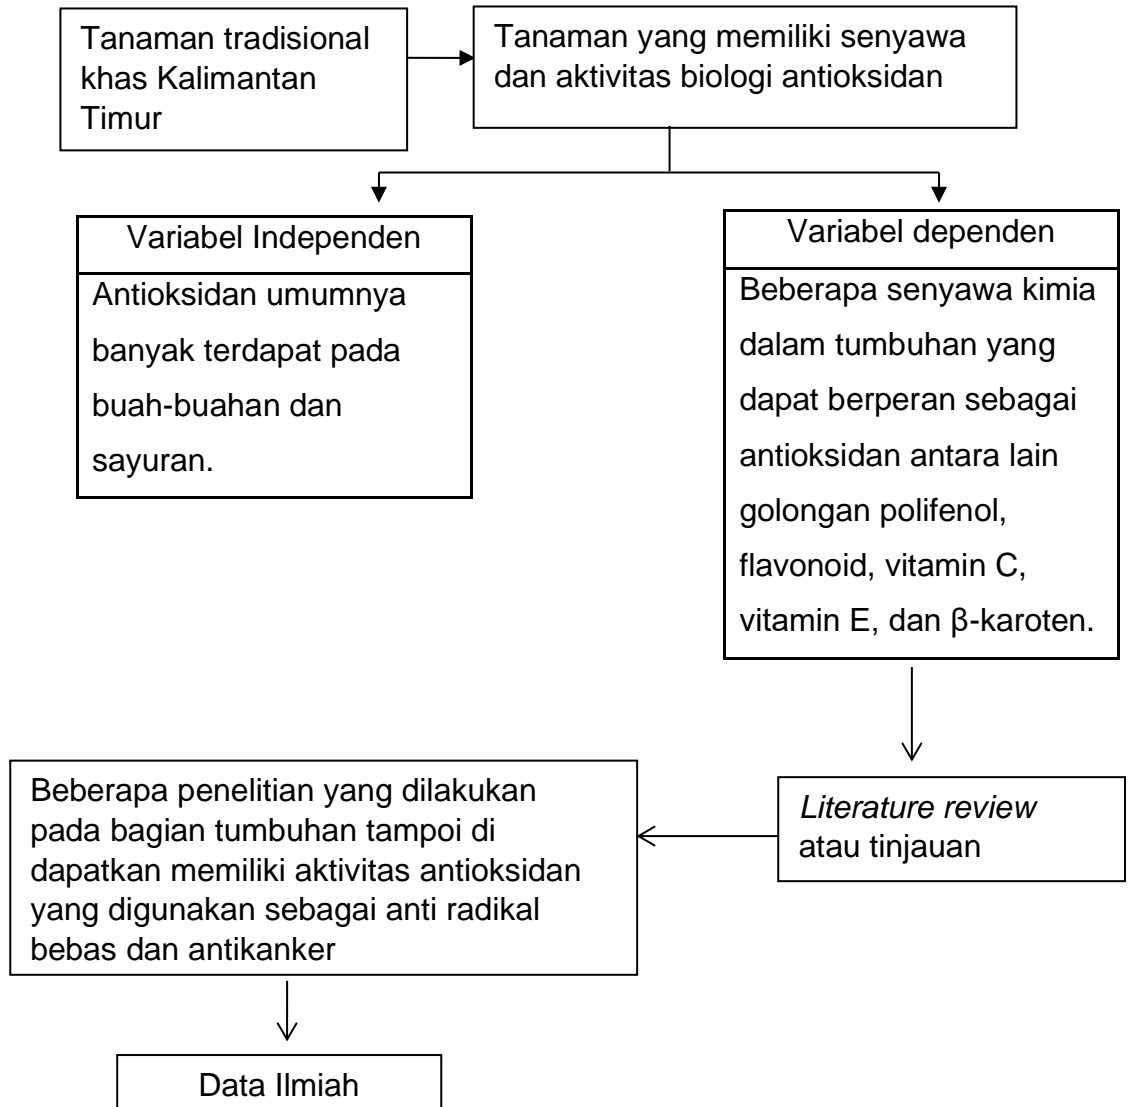 Tanaman tradisional
khas Kalimantan
Timur
Tanaman yang memiliki senyawa
dan aktivitas biologi antioksidan
Variabel Independen
Antioksidan umumnya
banyak terdapat pada
buah-buahan dan
sayuran.
Variabel dependen
Beberapa senyawa kimia
dalam tumbuhan yang
dapat berperan sebagai
antioksidan antara lain
golongan polifenol,
flavonoid, vitamin C,
vitamin E, dan β-karoten.
Literature review
atau tinjauan
Beberapa penelitian yang dilakukan
pada bagian tumbuhan tampoi di
dapatkan memiliki aktivitas antioksidan
yang digunakan sebagai anti radikal
bebas dan antikanker
Data Ilmiah